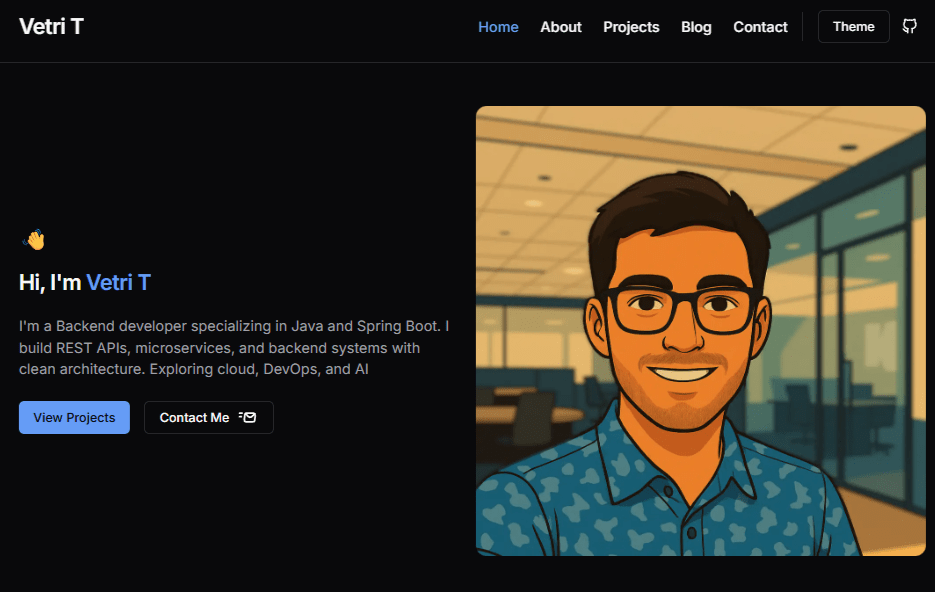 Vetri T
Home About Projects Blog Contact Theme
Hi, I'm Vetri T
I'm a Backend developer specializing in Java and Spring Boot. I
build REST APIs, microservices, and backend systems with
clean architecture. Exploring cloud, DevOps, and AI
View Projects Contact Me